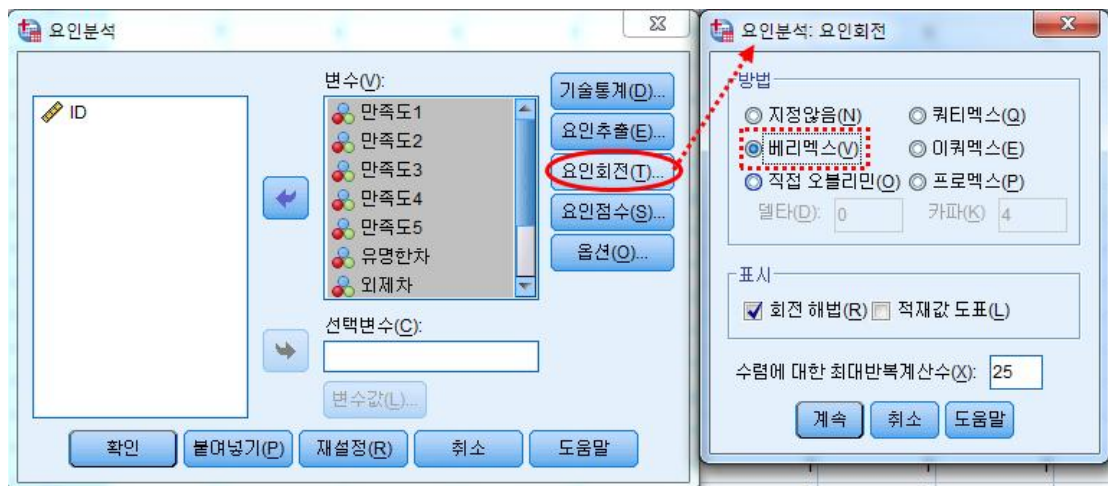 요인분석
ID
변수(V):
만족도1
만족도2
만족도3
만족도4
만족도5
유명한차
외제차
선택변수(C):
변수값(L)...
기술통계(D)...
요인추출(E)...
요인회전(T)...
요인점수(S)...
옵션(O)...
확인 붙여넣기(P) 재설정(R) 취소 도움말
요인분석: 요인회전
방법
지정않음(N) 쿼티멕스(Q)
베리멕스(V) 이쿼멕스(E)
직접 오블리민(O) 프로멕스(P)
델타(D): 0 카파(K) 4
표시
회전 해법(R) 적재값 도표(L)
수렴에 대한 최대반복계산수(X): 25
계속 취소 도움말